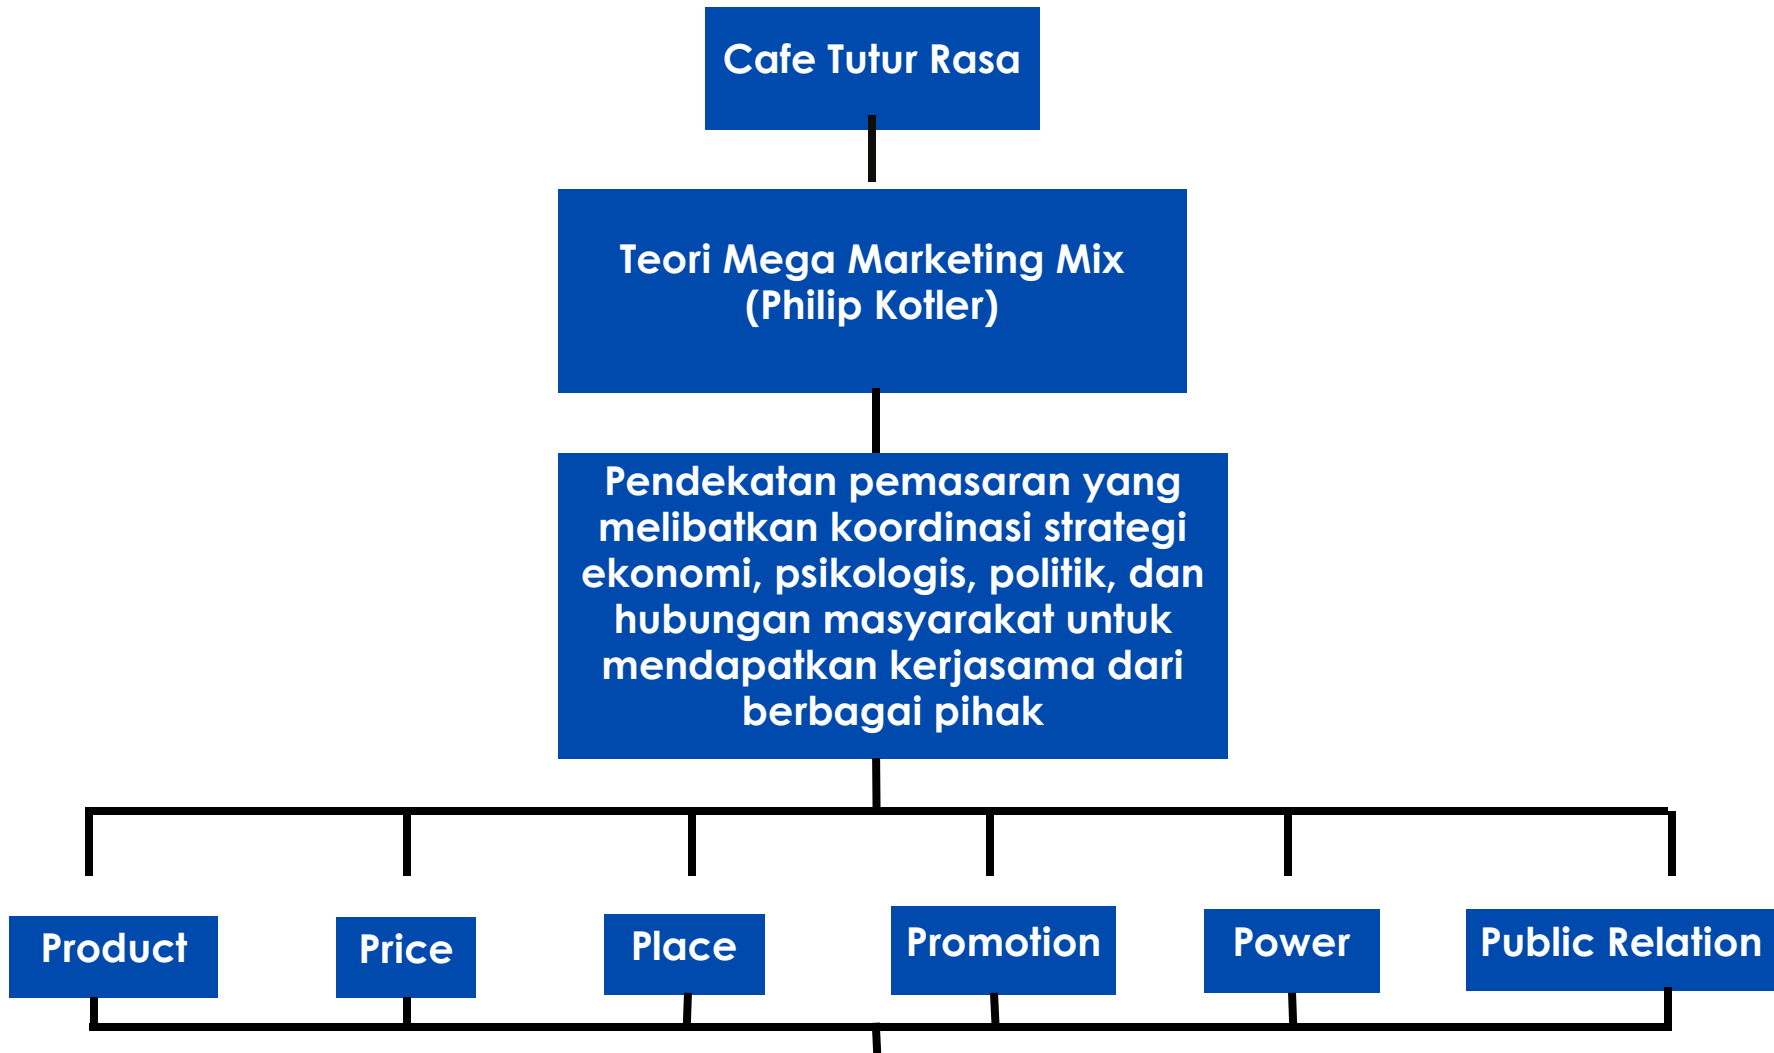 Cafe Tutur Rasa
Teori Mega Marketing Mix
(Philip Kotler)
Pendekatan pemasaran yang
melibatkan koordinasi strategi
ekonomi, psikologis, politik, dan
hubungan masyarakat untuk
mendapatkan kerjasama dari
berbagai pihak
Product
Price
Place
Promotion
Power
Public Relation